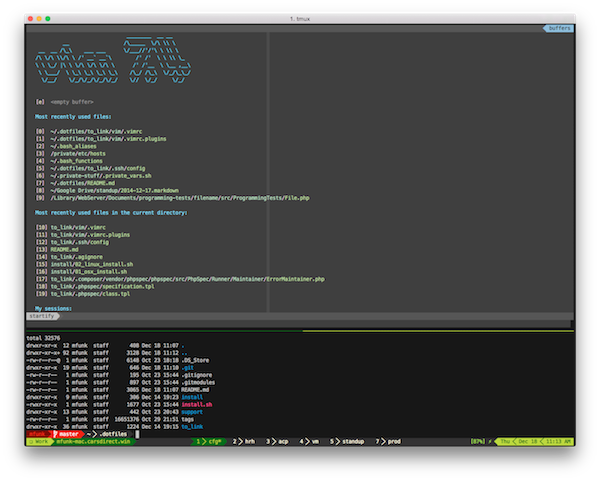 1. tmux
buffers
[e] <empty buffer>
Most recently used files:
[0] ~/.dotfiles/to_link/vim/.vimrc
[1] ~/.dotfiles/to_link/vim/.vimrc.plugins
[2] ~/.bash_aliases
[3] /private/etc/hosts
[4] ~/.bash_functions
[5] ~/.dotfiles/to_link/.ssh/config
[6] ~/.private-stuff/.private_vars.sh
[7] ~/.dotfiles/README.md
[8] ~/Google Drive/standup/2014-12-17.markdown
[9] /Library/WebServer/Documents/programming-tests/filename/src/ProgrammingTests/File.php
Most recently used files in the current directory:
[10] to_link/vim/.vimrc
[11] to_link/vim/.vimrc.plugins
[12] to_link/.ssh/config
[13] README.md
[14] to_link/.agignore
[15] install/02_linux_install.sh
[16] install/01_osx_install.sh
[17] to_link/.composer/vendor/phpspec/phpspec/src/PhpSpec/Runner/Maintainer/ErrorMaintainer.php
[18] to_link/.phpspec/specification.tpl
[19] to_link/.phpspec/class.tpl
My sessions:
startify
total 32576
drwxr-xr-x 12 mfunk staff 408 Dec 18 11:07 .
drwxr-xr-x+ 92 mfunk staff 3128 Dec 18 11:12 ..
-rw-r--r--@ 1 mfunk staff 6148 Oct 23 18:18 .DS_Store
drwxr-xr-x 19 mfunk staff 646 Dec 18 11:10 .git
-rw-r--r-- 1 mfunk staff 195 Oct 23 15:44 .gitignore
-rw-r--r-- 1 mfunk staff 897 Oct 23 15:44 .gitmodules
-rw-r--r-- 1 mfunk staff 3065 Dec 18 11:07 README.md
drwxr-xr-x 9 mfunk staff 306 Dec 14 19:23 install
-rwxr-xr-x 1 mfunk staff 1677 Oct 23 15:44 install.sh
drwxr-xr-x 13 mfunk staff 442 Oct 23 20:43 support
-rw-r--r-- 1 mfunk staff 16651376 Oct 29 21:51 tags
drwxr-xr-x 36 mfunk staff 1224 Dec 14 19:15 to_link
mfunk master ~ .dotfiles
Work mfunk-mac.carsdirect.win 1 cfg* 2 hrh 3 acp 4 vm 5 standup 7 prod [87%] Thu Dec 18 11:13 AM